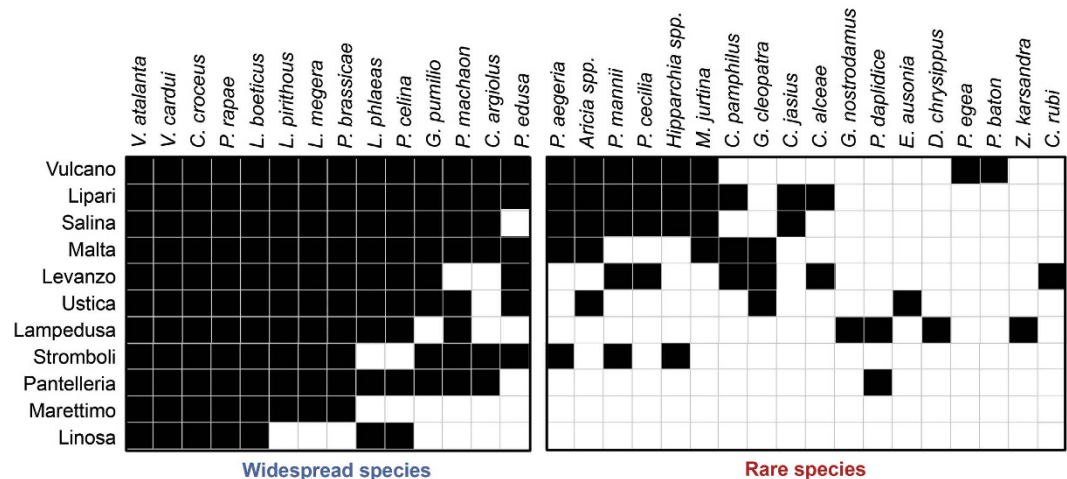 V. atalanta
V. cardui
C. croceus
P. rapae
L. boeticus
L. pirithous
L. megera
P. brassicae
L. phlaeas
P. celina
G. pumilio
P. machaon
C. argiolus
P. edusa
P. aegeria
Aricia spp.
P. mannii
P. cecilia
Hipparchia spp.
M. jurtina
C. pamphilus
G. cleopatra
C. jasius
C. alceae
G. nostrodamus
P. daplidice
E. ausonia
D. chrysippus
P. egea
P. baton
Z. karsandra
C. rubi
Vulcano
Lipari
Salina
Malta
Levanzo
Ustica
Lampedusa
Stromboli
Pantelleria
Marettimo
Linosa
Widespread species
Rare species